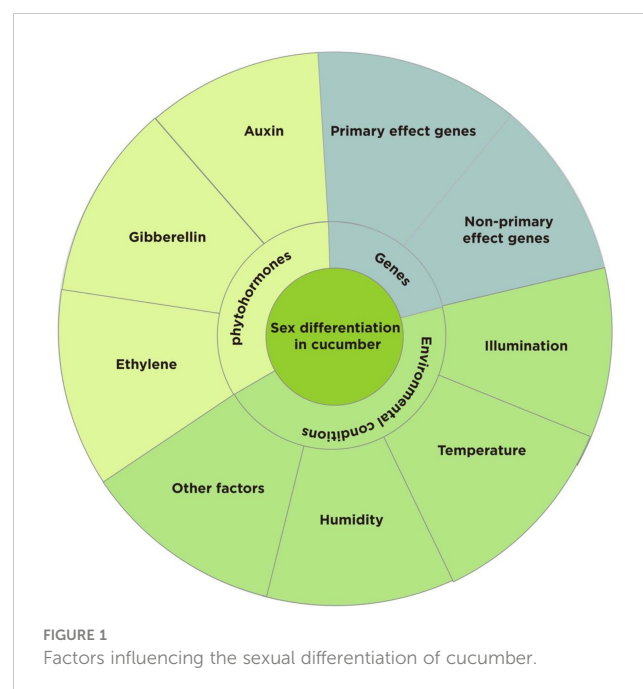 Auxin
Primary effect genes
Gibberellin
Non-primary
effect genes
phytohormones
Genes
Sex differentiation
in cucumber
Illumination
Ethylene
Environmental conditions
Temperature
Other factors
Humidity
FIGURE 1
Factors influencing the sexual differentiation of cucumber.